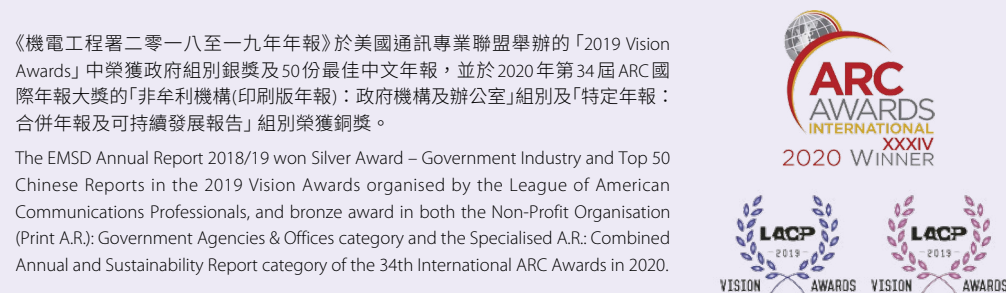 《機電工程署二零一八至一九年年報》於美國通訊專業聯盟舉辦的「2019 Vision
Awards」中榮獲政府組別銀獎及50份最佳中文年報，並於2020年第34屆ARC國
際年報大獎的「非牟利機構(印刷版年報)：政府機構及辦公室」組別及「特定年報：
合併年報及可持續發展報告」組別榮獲銅獎。
The EMSD Annual Report 2018/19 won Silver Award – Government Industry and Top 50
Chinese Reports in the 2019 Vision Awards organised by the League of American
Communications Professionals, and bronze award in both the Non-Profit Organisation
(Print A.R.): Government Agencies & Offices category and the Specialised A.R.: Combined
Annual and Sustainability Report category of the 34th International ARC Awards in 2020.
ARC
AWARDS
INTERNATIONAL
XXXIV
2020 WINNER
LACP
2019
VISION AWARDS
LACP
2019
VISION AWARDS